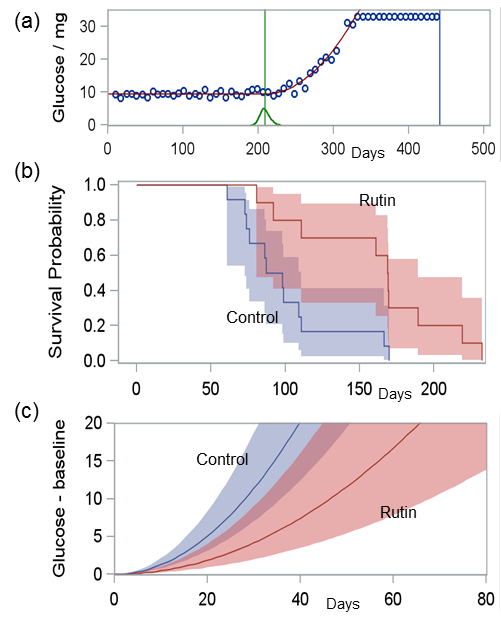 (a)
Glucose / mg
30
20
10
0
0 100 200 300 Days 400 500
(b)
Survival Probability
1.0
0.8
0.6
0.4
0.2
0.0
Rutin
Control
0 50 100 150 Days 200
(c)
Glucose - baseline
20
15
10
5
0
Control
Rutin
0 20 40 Days 60 80